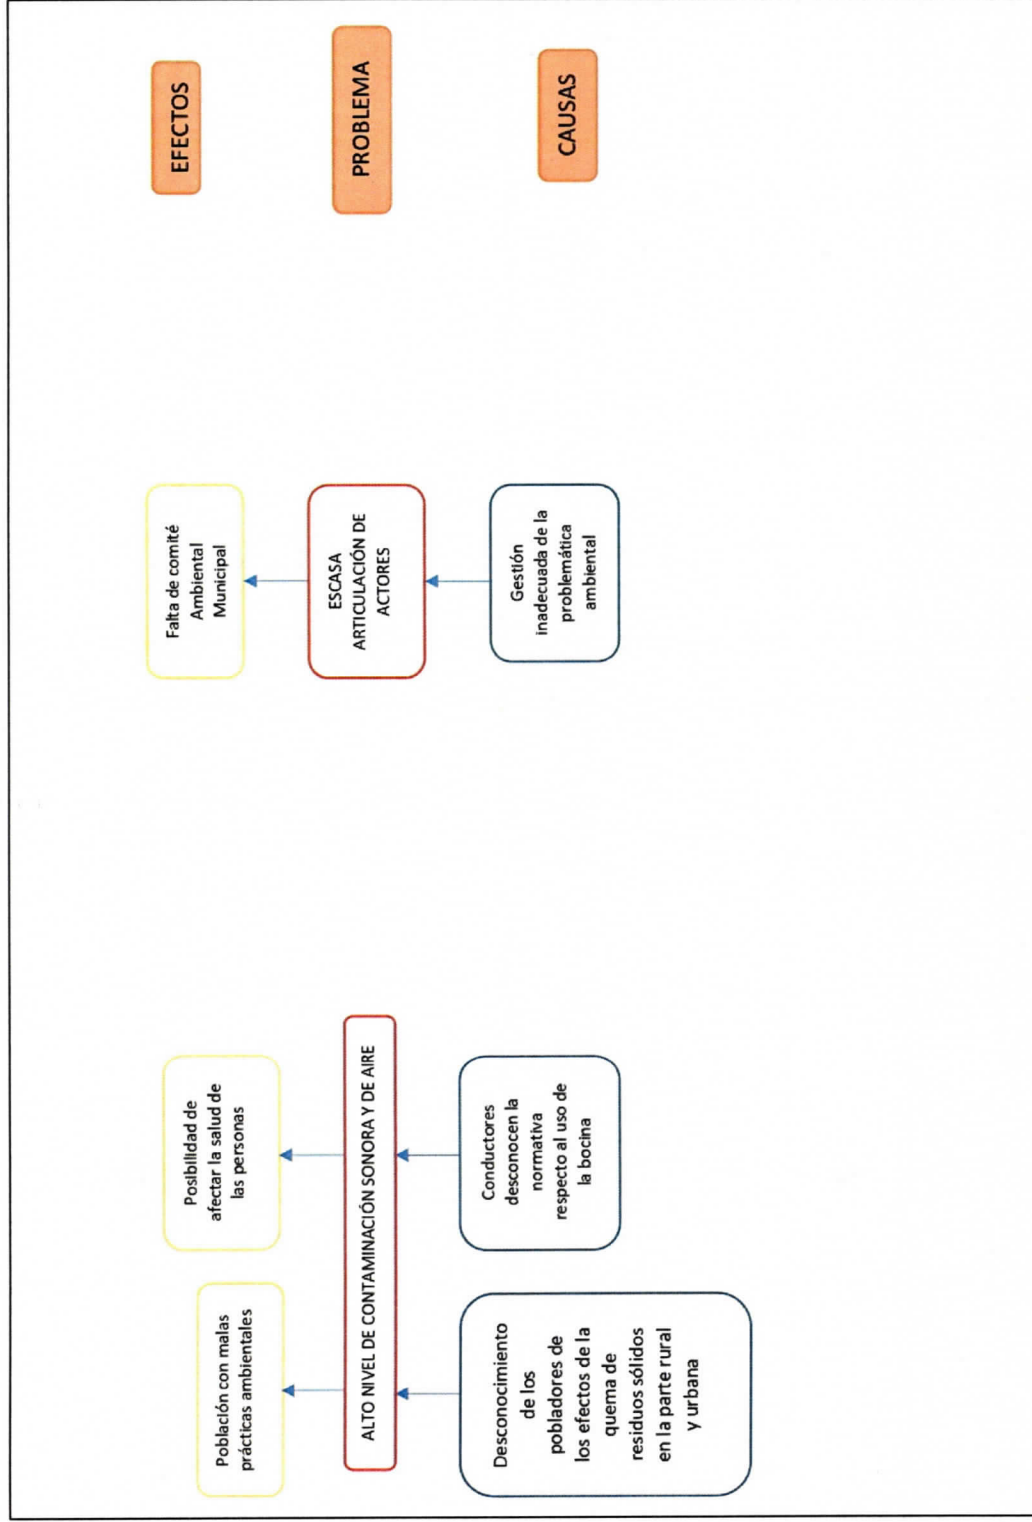 Población con malas
prácticas ambientales
Posibilidad de
afectar la salud de
las personas
Falta de comité
Ambiental
Municipal
EFECTOS
ALTO NIVEL DE CONTAMINACIÓN SONORA Y DE AIRE
ESCASA
ARTICULACIÓN DE
ACTORES
PROBLEMA
Desconocimiento
de los
pobladores de
los efectos de la
quema de
residuos sólidos
en la parte rural
y urbana
Conductores
desconocen la
normativa
respecto al uso de
la bocina
Gestión
inadecuada de la
problemática
ambiental
CAUSAS